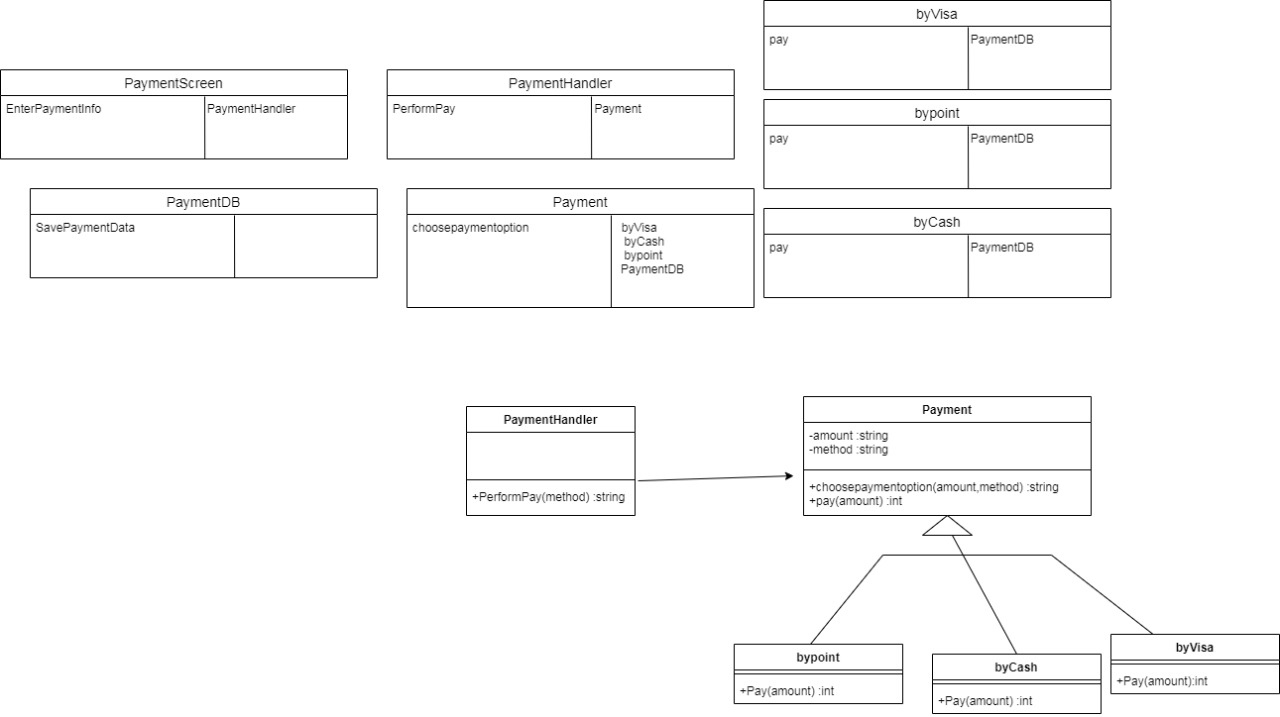 byVisa
pay
PaymentDB
PaymentScreen
EnterPaymentInfo
PaymentHandler
PaymentHandler
PerformPay
Payment
bypoint
pay
PaymentDB
PaymentDB
SavePaymentData
Payment
choosepaymentoption
byVisa
byCash
bypoint
PaymentDB
byCash
pay
PaymentDB
PaymentHandler
+PerformPay(method) :string
Payment
-amount :string
-method :string
+choosepaymentoption(amount,method) :string
+pay(amount) :int
bypoint
+Pay(amount) :int
byCash
+Pay(amount) :int
byVisa
+Pay(amount):int